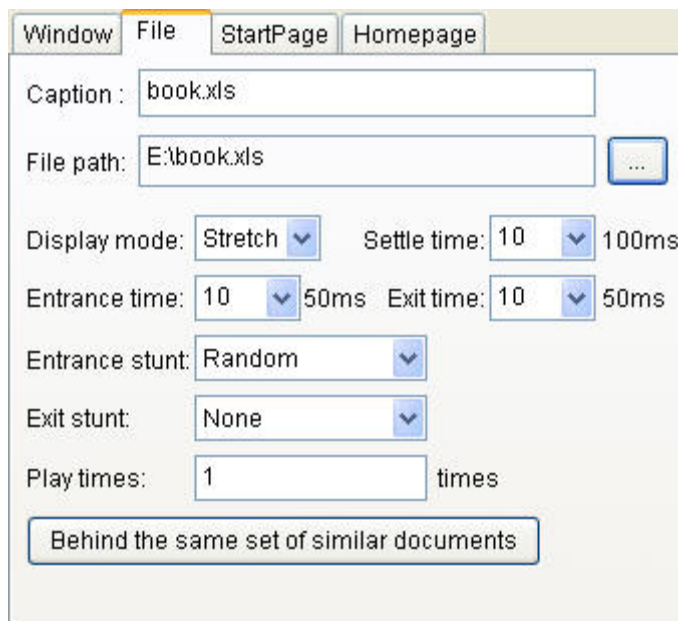 Window File StartPage Homepage
Caption : book.xls
File path: E:\book.xls ...
Display mode: Stretch Settle time: 10 100ms
Entrance time: 10 50ms Exit time: 10 50ms
Entrance stunt: Random
Exit stunt: None
Play times: 1 times
Behind the same set of similar documents